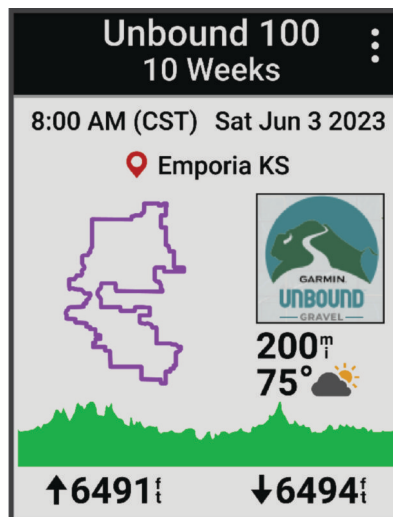 Unbound 100
10 Weeks
8:00 AM (CST) Sat Jun 3 2023
Emporia KS
GARMIN
UNBOUND
GRAVEL
200mi
75°
6491ft 6494ft